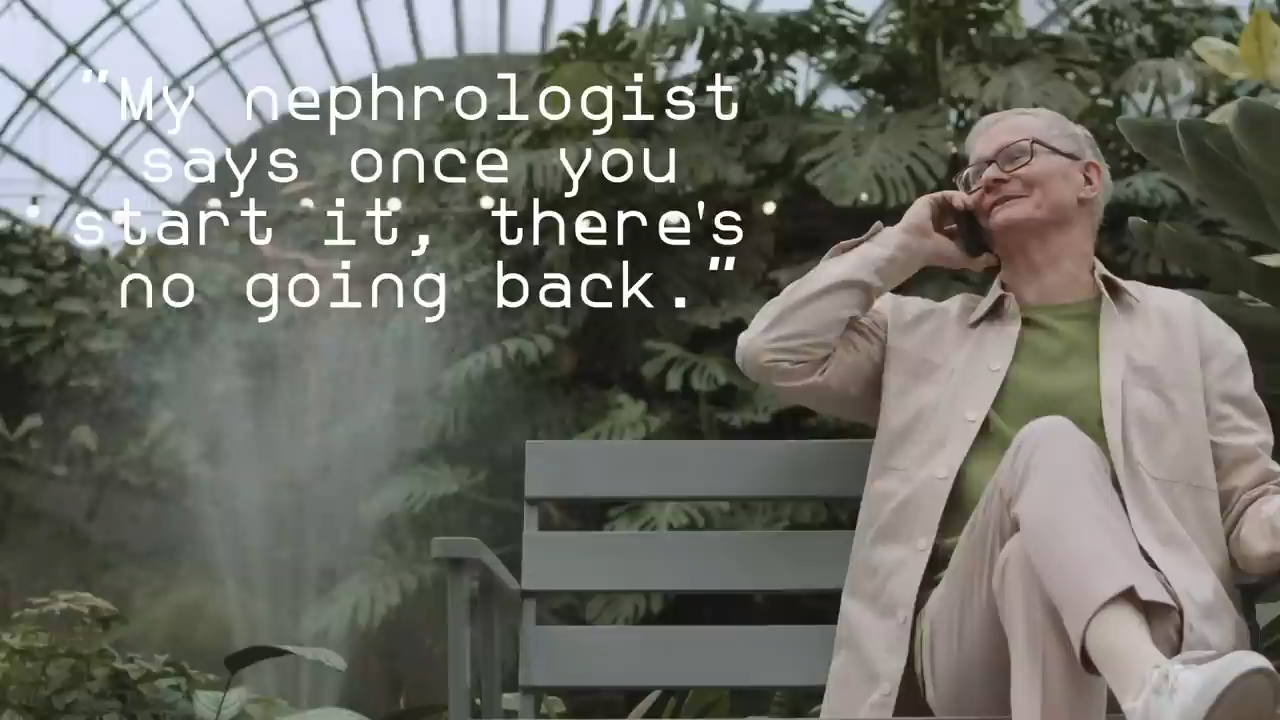 "My nephrologist
says once you
start it, there's
no going back."